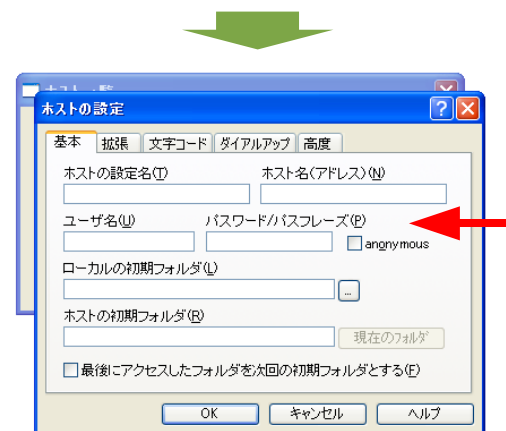 ホストの設定
基本 拡張 文字コード ダイアルアップ 高度
ホストの設定名(T) ホスト名(アドレス)(N)
ユーザ名(U) パスワード/パスフレーズ(P)
angnymous
ローカルの初期フォルダ(L)
...
ホストの初期フォルダ(R)
現在のフォルダ
最後にアクセスしたフォルダを次回の初期フォルダとする(F)
OK キャンセル ヘルプ